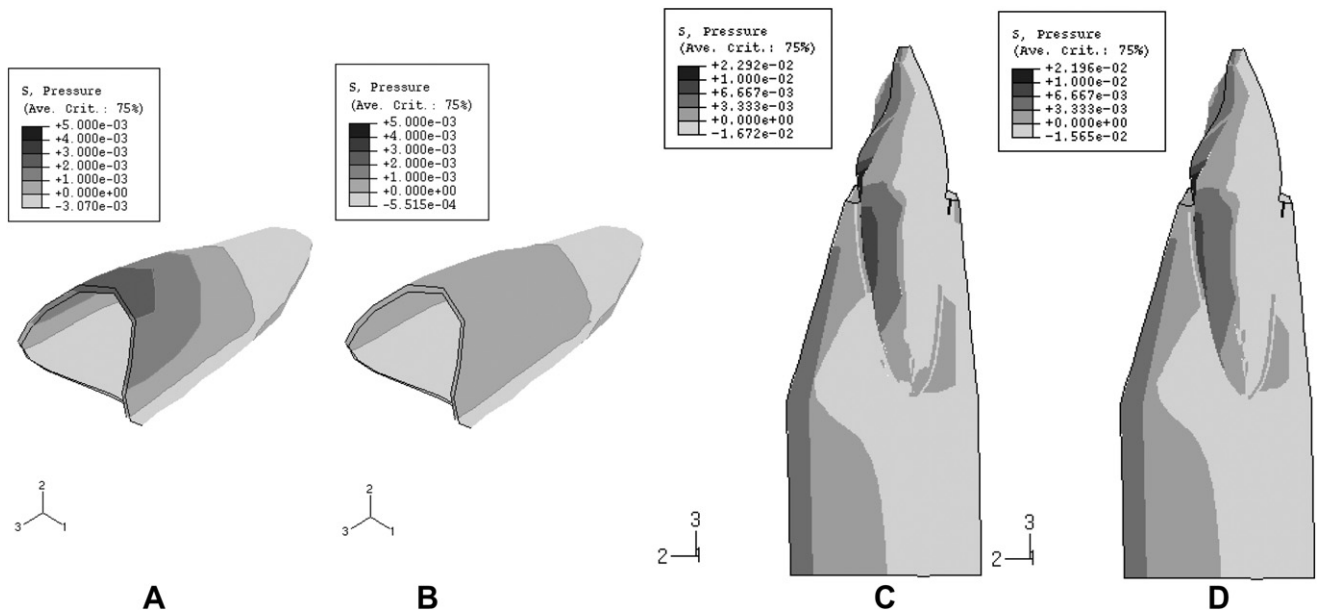 S, Pressure
(Ave. Crit.: 75%)
+5.000e-03
+4.000e-03
+3.000e-03
+2.000e-03
+1.000e-03
+0.000e+00
-3.070e-03
S, Pressure
(Ave. Crit.: 75%)
+5.000e-03
+4.000e-03
+3.000e-03
+2.000e-03
+1.000e-03
+0.000e+00
-5.515e-04
S, Pressure
(Ave. Crit.: 75%)
+2.292e-02
+1.000e-02
+6.667e-03
+3.333e-03
+0.000e+00
-1.672e-02
S, Pressure
(Ave. Crit.: 75%)
+2.196e-02
+1.000e-02
+6.667e-03
+3.333e-03
+0.000e+00
-1.565e-02
2
3 1
2
3 1
3
2
3
2
A B C D